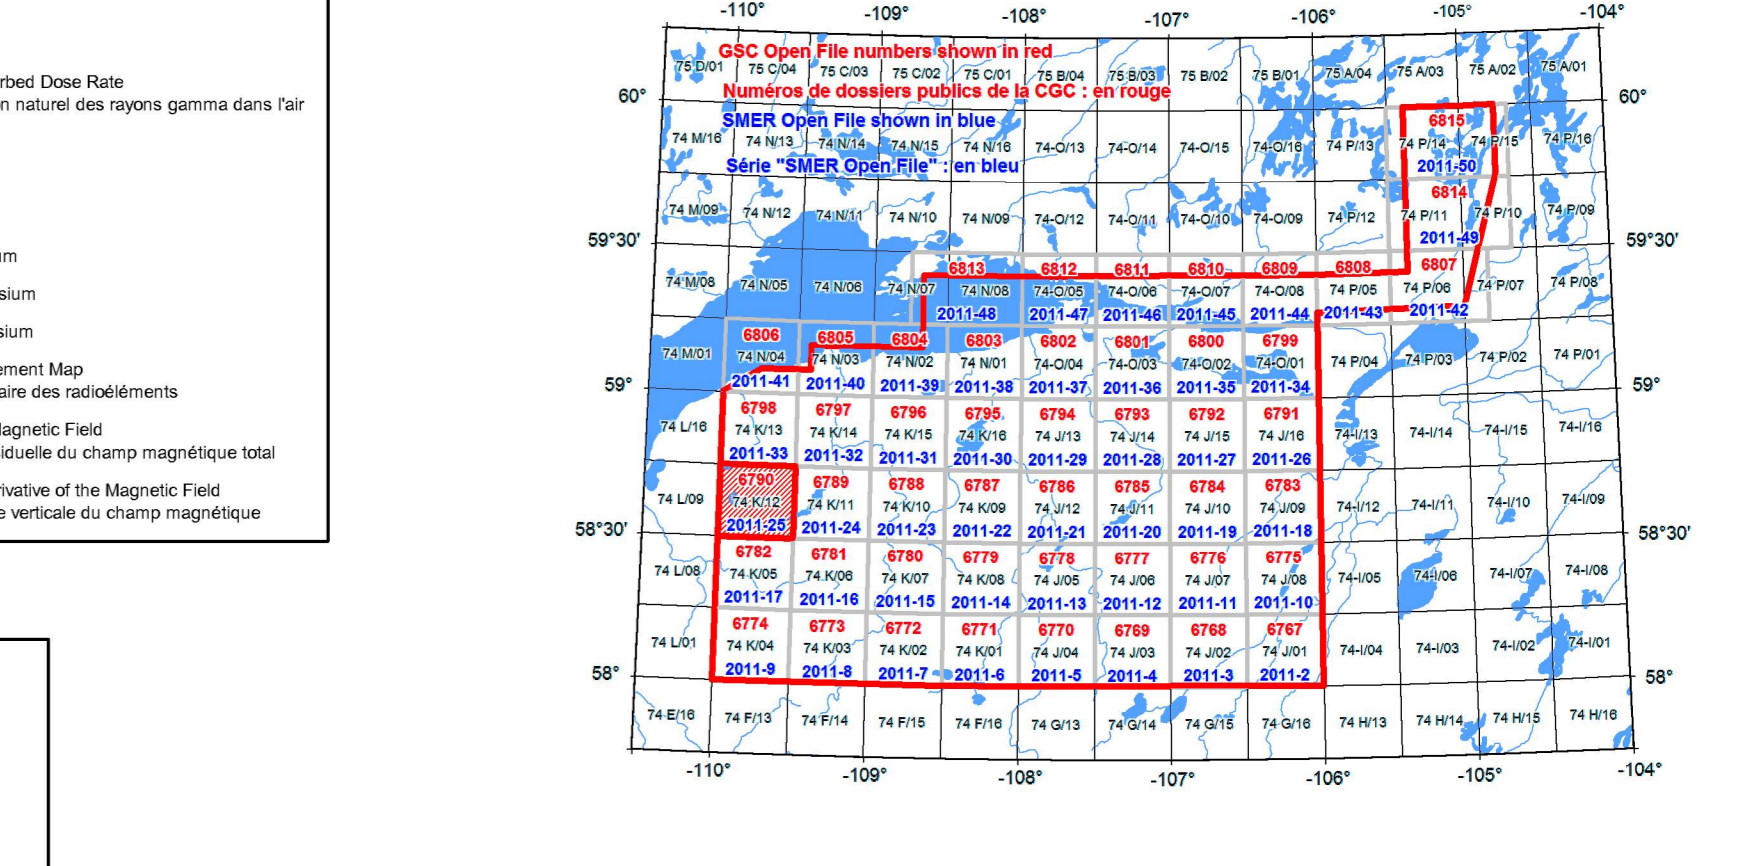 rbed Dose Rate
n naturel des rayons gamma dans l'air
um
sium
sium
ement Map
aire des radioéléments
Magnetic Field
siduelle du champ magnétique total
rivative of the Magnetic Field
e verticale du champ magnétique
-110° -109° -108° -107° -106° -105° -104°
GSC Open File numbers shown in red
75 D/01 75 C/04 75 C/03 75 C/02 75 C/01 75 B/04 75 B/03 75 B/02 75 B/01 75 A/04 75 A/03 75 A/02 75 A/01
Numéros de dossiers publics de la CGC : en rouge
60° 60°
SMER Open File shown in blue
6815
74 M/16 74 N/13 74 N/14 74 N/15 74 N/16 74-O/13 74-O/14 74-O/15 74-O/16 74 P/13 74 P/14 74 P/15 74 P/16
Série "SMER Open File" : en bleu
2011-50
6814
74 M/09 74 N/12 74 N/11 74 N/10 74 N/09 74-O/12 74-O/11 74-O/10 74-O/09 74 P/12 74 P/11 74 P/10 74 P/09
2011-49
59°30' 59°30'
6813 6812 6811 6810 6809 6808 6807
74 M/08 74 N/05 74 N/06 74 N/07 74 N/08 74-O/05 74-O/06 74-O/07 74-O/08 74 P/05 74 P/06 74 P/07 74 P/08
2011-48 2011-47 2011-46 2011-45 2011-44 2011-43 2011-42
6806 6805 6804 6803 6802 6801 6800 6799
74 M/01 74 N/04 74 N/03 74 N/02 74 N/01 74-O/04 74-O/03 74-O/02 74-O/01 74 P/04 74 P/03 74 P/02 74 P/01
2011-41 2011-40 2011-39 2011-38 2011-37 2011-36 2011-35 2011-34
59° 59°
6798 6797 6796 6795 6794 6793 6792 6791
74 L/16 74 K/13 74 K/14 74 K/15 74 K/16 74 J/13 74 J/14 74 J/15 74 J/16 74-I/13 74-I/14 74-I/15 74-I/16
2011-33 2011-32 2011-31 2011-30 2011-29 2011-28 2011-27 2011-26
6790 6789 6788 6787 6786 6785 6784 6783
74 L/09 74 K/12 74 K/11 74 K/10 74 K/09 74 J/12 74 J/11 74 J/10 74 J/09 74-I/12 74-I/11 74-I/10 74-I/09
2011-25 2011-24 2011-23 2011-22 2011-21 2011-20 2011-19 2011-18
58°30' 58°30'
6782 6781 6780 6779 6778 6777 6776 6775
74 L/08 74 K/05 74 K/06 74 K/07 74 K/08 74 J/05 74 J/06 74 J/07 74 J/08 74-I/05 74-I/06 74-I/07 74-I/08
2011-17 2011-16 2011-15 2011-14 2011-13 2011-12 2011-11 2011-10
6774 6773 6772 6771 6770 6769 6768 6767
74 L/01 74 K/04 74 K/03 74 K/02 74 K/01 74 J/04 74 J/03 74 J/02 74 J/01 74-I/04 74-I/03 74-I/02 74-I/01
2011-9 2011-8 2011-7 2011-6 2011-5 2011-4 2011-3 2011-2
58° 58°
74 E/16 74 F/13 74 F/14 74 F/15 74 F/16 74 G/13 74 G/14 74 G/15 74 G/16 74 H/13 74 H/14 74 H/15 74 H/16
-110° -109° -108° -107° -106° -105° -104°